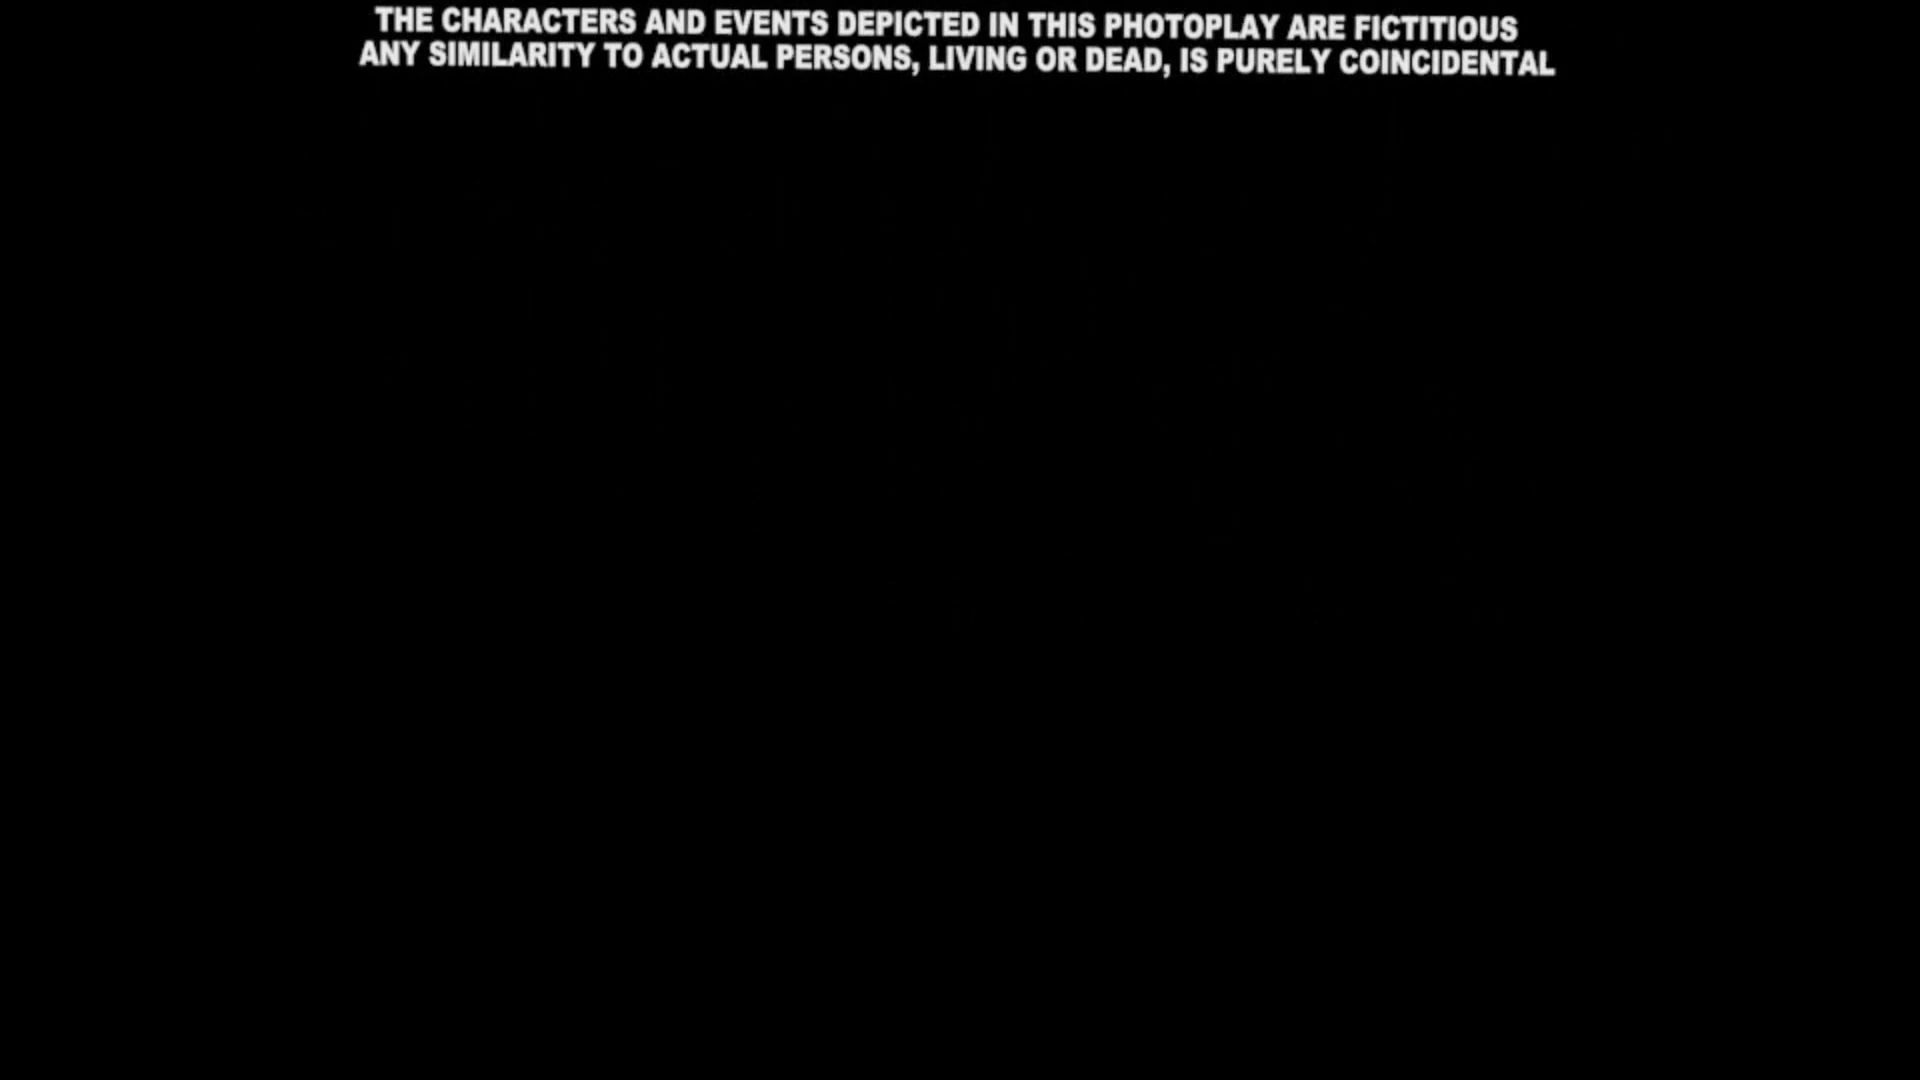 THE CHARACTERS AND EVENTS DEPICTED IN THIS PHOTOPLAY ARE FICTITIOUS
ANY SIMILARITY TO ACTUAL PERSONS, LIVING OR DEAD, IS PURELY COINCIDENTAL